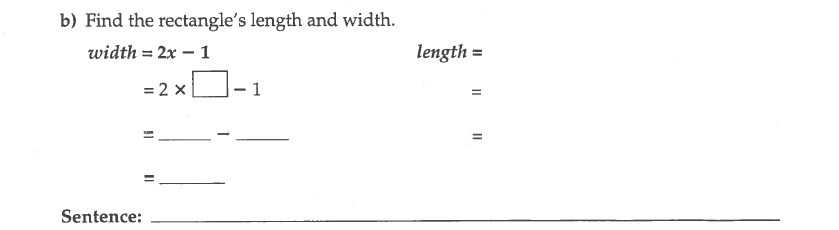 b) Find the rectangle's length and width.
width = 2x − 1 length =
= 2 × □ − 1 =
= ____ − ____ =
= ____
Sentence: ____